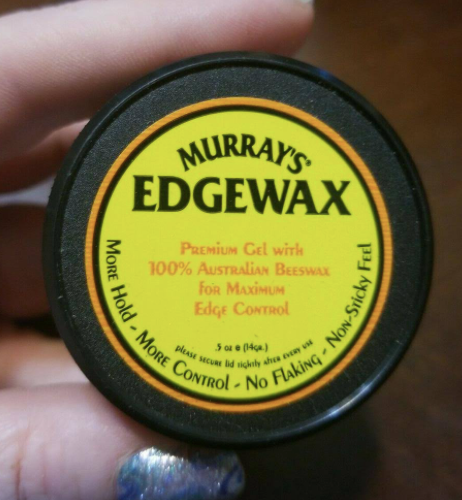 MURRAY'S®
EDGEWAX
PREMIUM GEL WITH
100% AUSTRALIAN BEESWAX
FOR MAXIMUM
EDGE CONTROL
.5 oz e (14gr.)
PLEASE SECURE lid tightly AFTER EVERY USE
MORE HOLD - MORE CONTROL - NO FLAKING - NON-STICKY FEEL